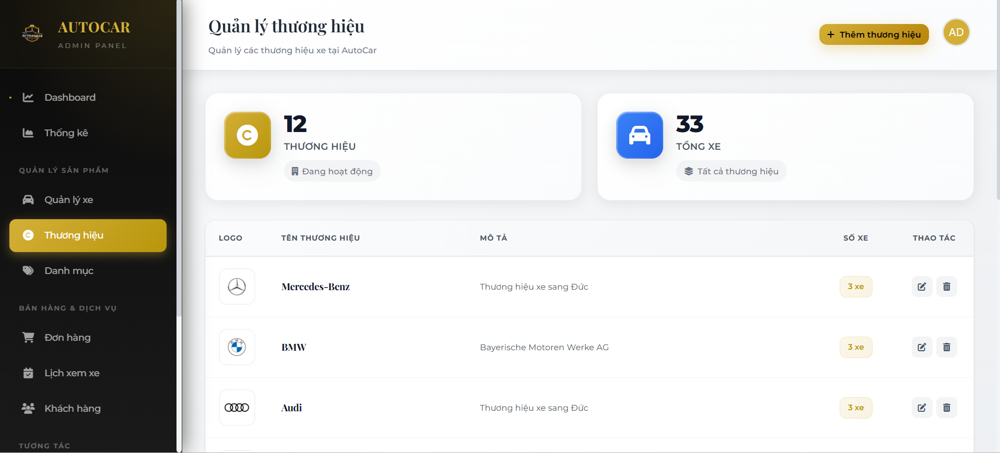 AUTO PARTS
AUTOCAR
ADMIN PANEL
Dashboard
Thống kê
QUẢN LÝ SẢN PHẨM
Quản lý xe
Thương hiệu
Danh mục
BÁN HÀNG & DỊCH VỤ
Đơn hàng
Lịch xem xe
Khách hàng
TƯƠNG TÁC
Quản lý thương hiệu
Quản lý các thương hiệu xe tại AutoCar
Thêm thương hiệu
AD
12
THƯƠNG HIỆU
Đang hoạt động
33
TỔNG XE
Tất cả thương hiệu
LOGO TÊN THƯƠNG HIỆU MÔ TẢ SỐ XE THAO TÁC
Mercedes-Benz Thương hiệu xe sang Đức 3 xe
BMW BMW Bayerische Motoren Werke AG 3 xe
Audi Thương hiệu xe sang Đức 3 xe